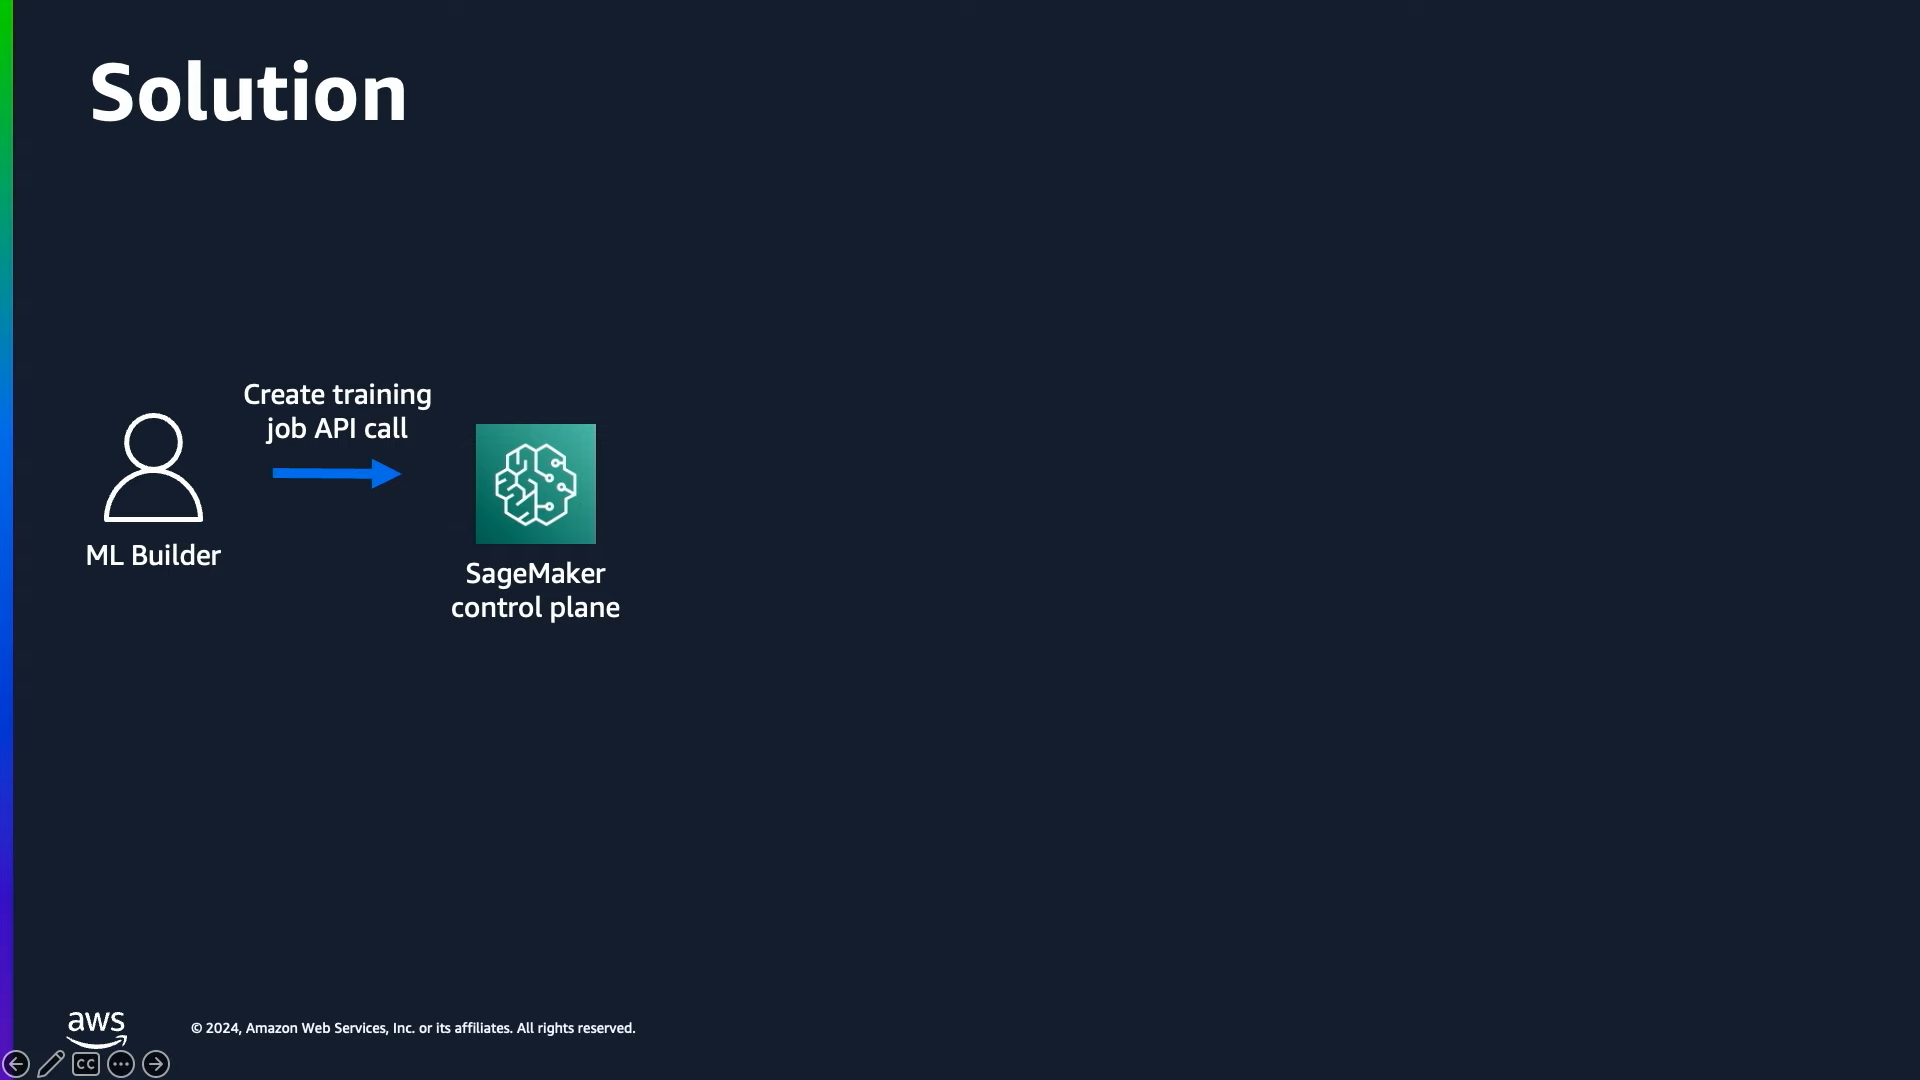 Solution
Create training
job API call
ML Builder
SageMaker
control plane
aws
© 2024, Amazon Web Services, Inc. or its affiliates. All rights reserved.
CC